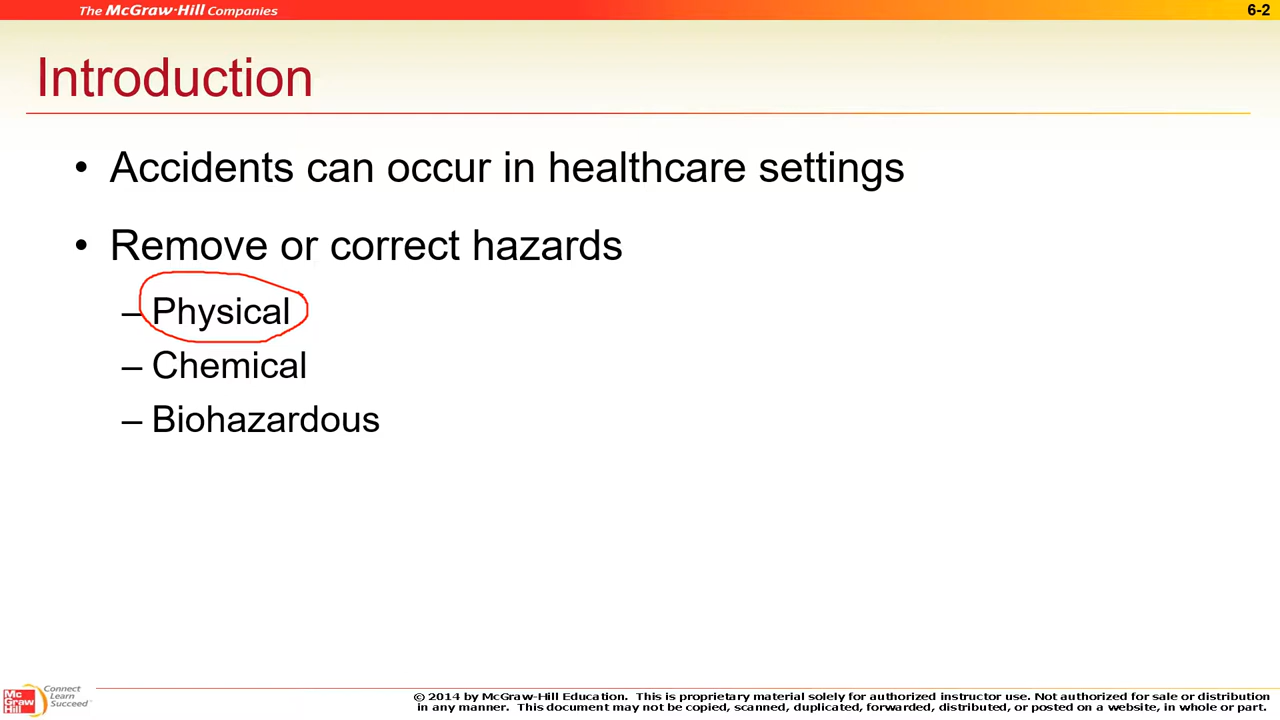 The McGraw-Hill Companies
6-2
Introduction
• Accidents can occur in healthcare settings
• Remove or correct hazards
– Physical
– Chemical
– Biohazardous
Mc
Graw
Hill
Connect
Learn
Succeed™
© 2014 by McGraw-Hill Education. This is proprietary material solely for authorized instructor use. Not authorized for sale or distribution
in any manner. This document may not be copied, scanned, duplicated, forwarded, distributed, or posted on a website, in whole or part.